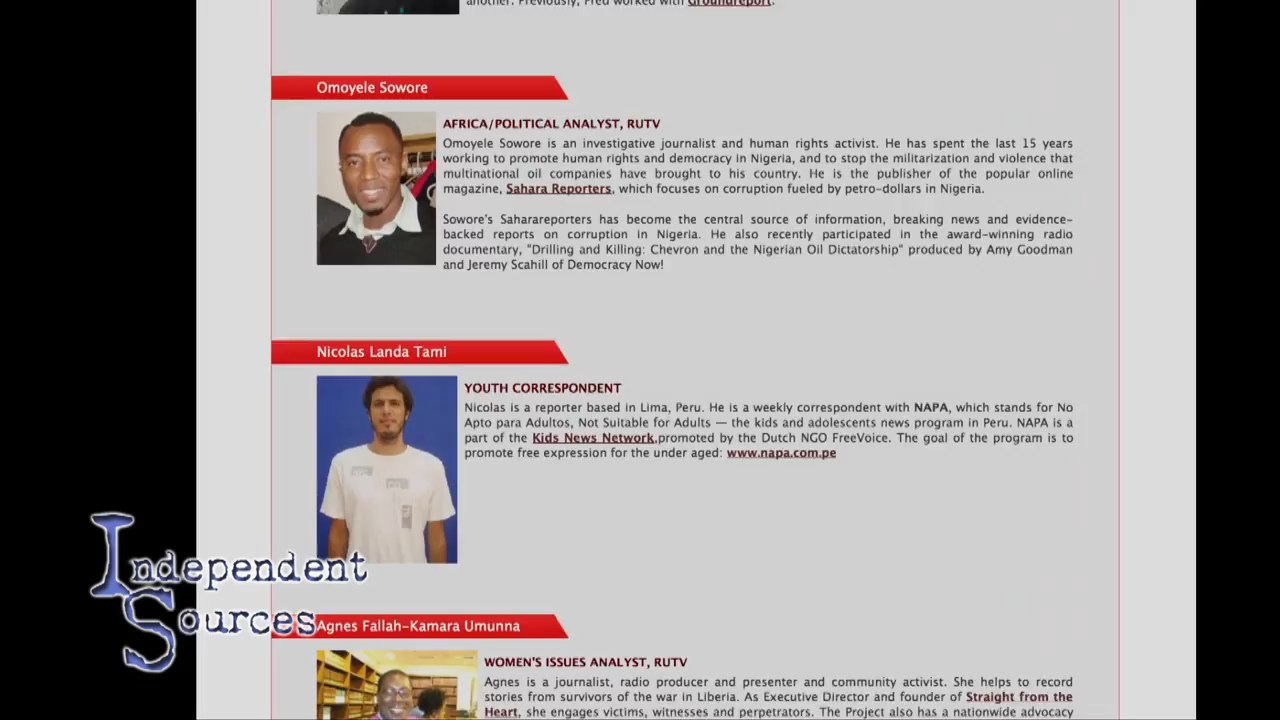 another. Previously, Fred worked with Groundreport.
Omoyele Sowore
AFRICA/POLITICAL ANALYST, RUTV
Omoyele Sowore is an investigative journalist and human rights activist. He has spent the last 15 years
working to promote human rights and democracy in Nigeria, and to stop the militarization and violence that
multinational oil companies have brought to his country. He is the publisher of the popular online
magazine, Sahara Reporters, which focuses on corruption fueled by petro-dollars in Nigeria.
Sowore's Saharareporters has become the central source of information, breaking news and evidence-
backed reports on corruption in Nigeria. He also recently participated in the award-winning radio
documentary, "Drilling and Killing: Chevron and the Nigerian Oil Dictatorship" produced by Amy Goodman
and Jeremy Scahill of Democracy Now!
Nicolas Landa Tami
YOUTH CORRESPONDENT
Nicolas is a reporter based in Lima, Peru. He is a weekly correspondent with NAPA, which stands for No
Apto para Adultos, Not Suitable for Adults — the kids and adolescents news program in Peru. NAPA is a
part of the Kids News Network,promoted by the Dutch NGO FreeVoice. The goal of the program is to
promote free expression for the under aged: www.napa.com.pe
Independent
Sources
Agnes Fallah-Kamara Umunna
WOMEN'S ISSUES ANALYST, RUTV
Agnes is a journalist, radio producer and presenter and community activist. She helps to record
stories from survivors of the war in Liberia. As Executive Director and founder of Straight from the
Heart, she engages victims, witnesses and perpetrators. The Project also has a nationwide advocacy